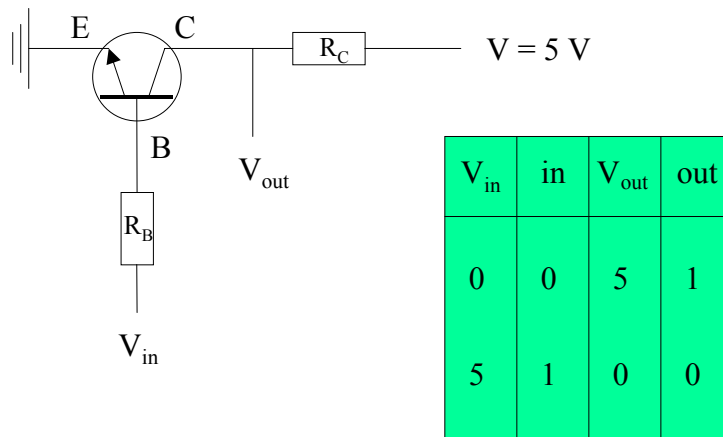 E C
R_C
V = 5 V
B
V_out
R_B
V_in
V_in in V_out out
0 0 5 1
5 1 0 0